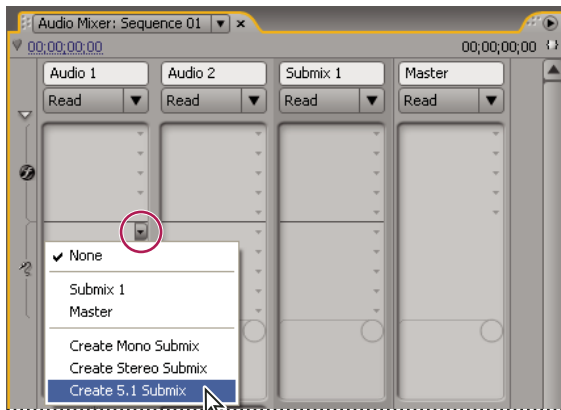 Audio Mixer: Sequence 01
00;00;00;00 00;00;00;00
Audio 1 Audio 2 Submix 1 Master
Read Read Read Read
None
Submix 1
Master
Create Mono Submix
Create Stereo Submix
Create 5.1 Submix